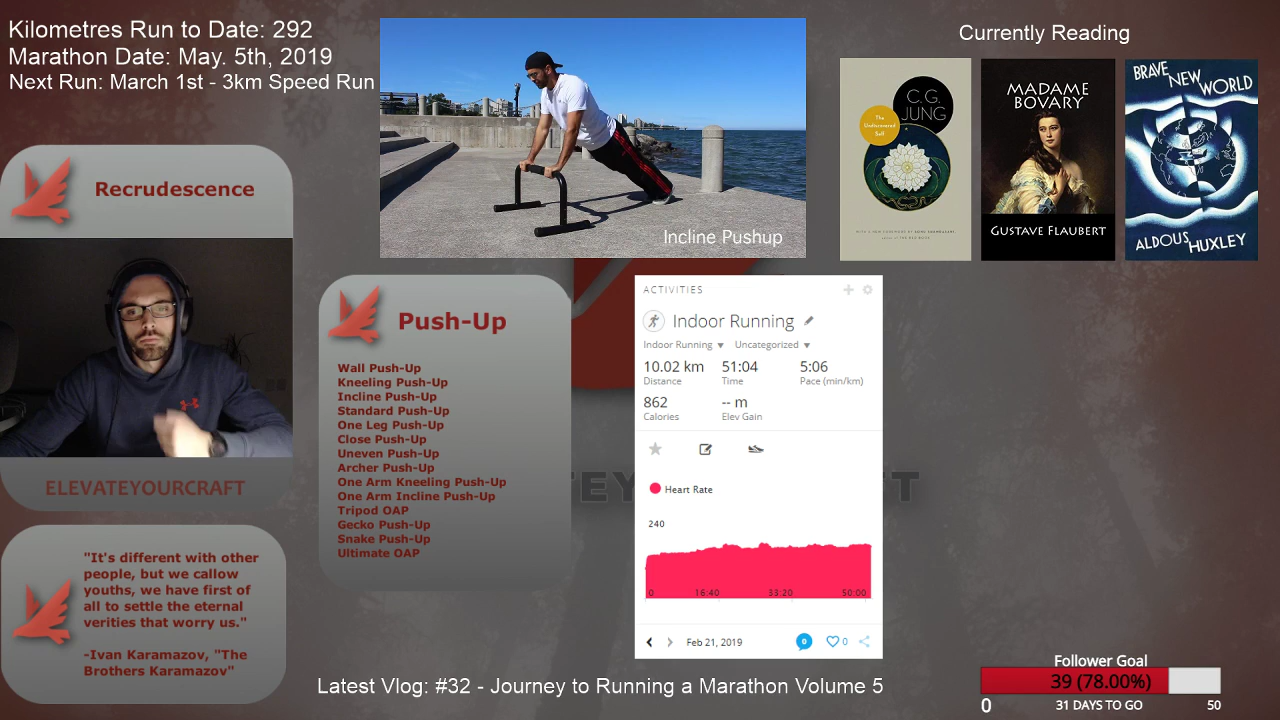 Kilometres Run to Date: 292
Marathon Date: May. 5th, 2019
Next Run: March 1st - 3km Speed Run
Incline Pushup
Currently Reading
C.G.
JUNG
The
Undiscovered
Self
MADAME
BOVARY
GUSTAVE FLAUBERT
BRAVE NEW WORLD
ALDOUS HUXLEY
Recrudescence
ELEVATEYOURCRAFT
"It's different with other
people, but we callow
youths, we have first of
all to settle the eternal
verities that worry us."
-Ivan Karamazov, "The
Brothers Karamazov"
Push-Up
Wall Push-Up
Kneeling Push-Up
Incline Push-Up
Standard Push-Up
One Leg Push-Up
Close Push-Up
Uneven Push-Up
Archer Push-Up
One Arm Kneeling Push-Up
One Arm Incline Push-Up
Tripod OAP
Gecko Push-Up
Snake Push-Up
Ultimate OAP
ACTIVITIES
Indoor Running
Indoor Running Uncategorized
10.02 km 51:04 5:06
Distance Time Pace (min/km)
862 -- m
Calories Elev Gain
Heart Rate
240
0 16:40 33:20 50:00
Feb 21, 2019 0 0
Latest Vlog: #32 - Journey to Running a Marathon Volume 5
Follower Goal
39 (78.00%)
0 31 DAYS TO GO 50